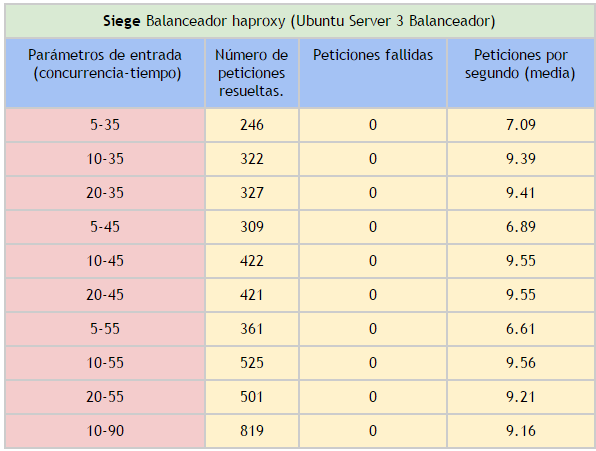 Siege Balanceador haproxy (Ubuntu Server 3 Balanceador)
Parámetros de entrada (concurrencia-tiempo) Número de peticiones resueltas. Peticiones fallidas Peticiones por segundo (media)
5-35 246 0 7.09
10-35 322 0 9.39
20-35 327 0 9.41
5-45 309 0 6.89
10-45 422 0 9.55
20-45 421 0 9.55
5-55 361 0 6.61
10-55 525 0 9.56
20-55 501 0 9.21
10-90 819 0 9.16